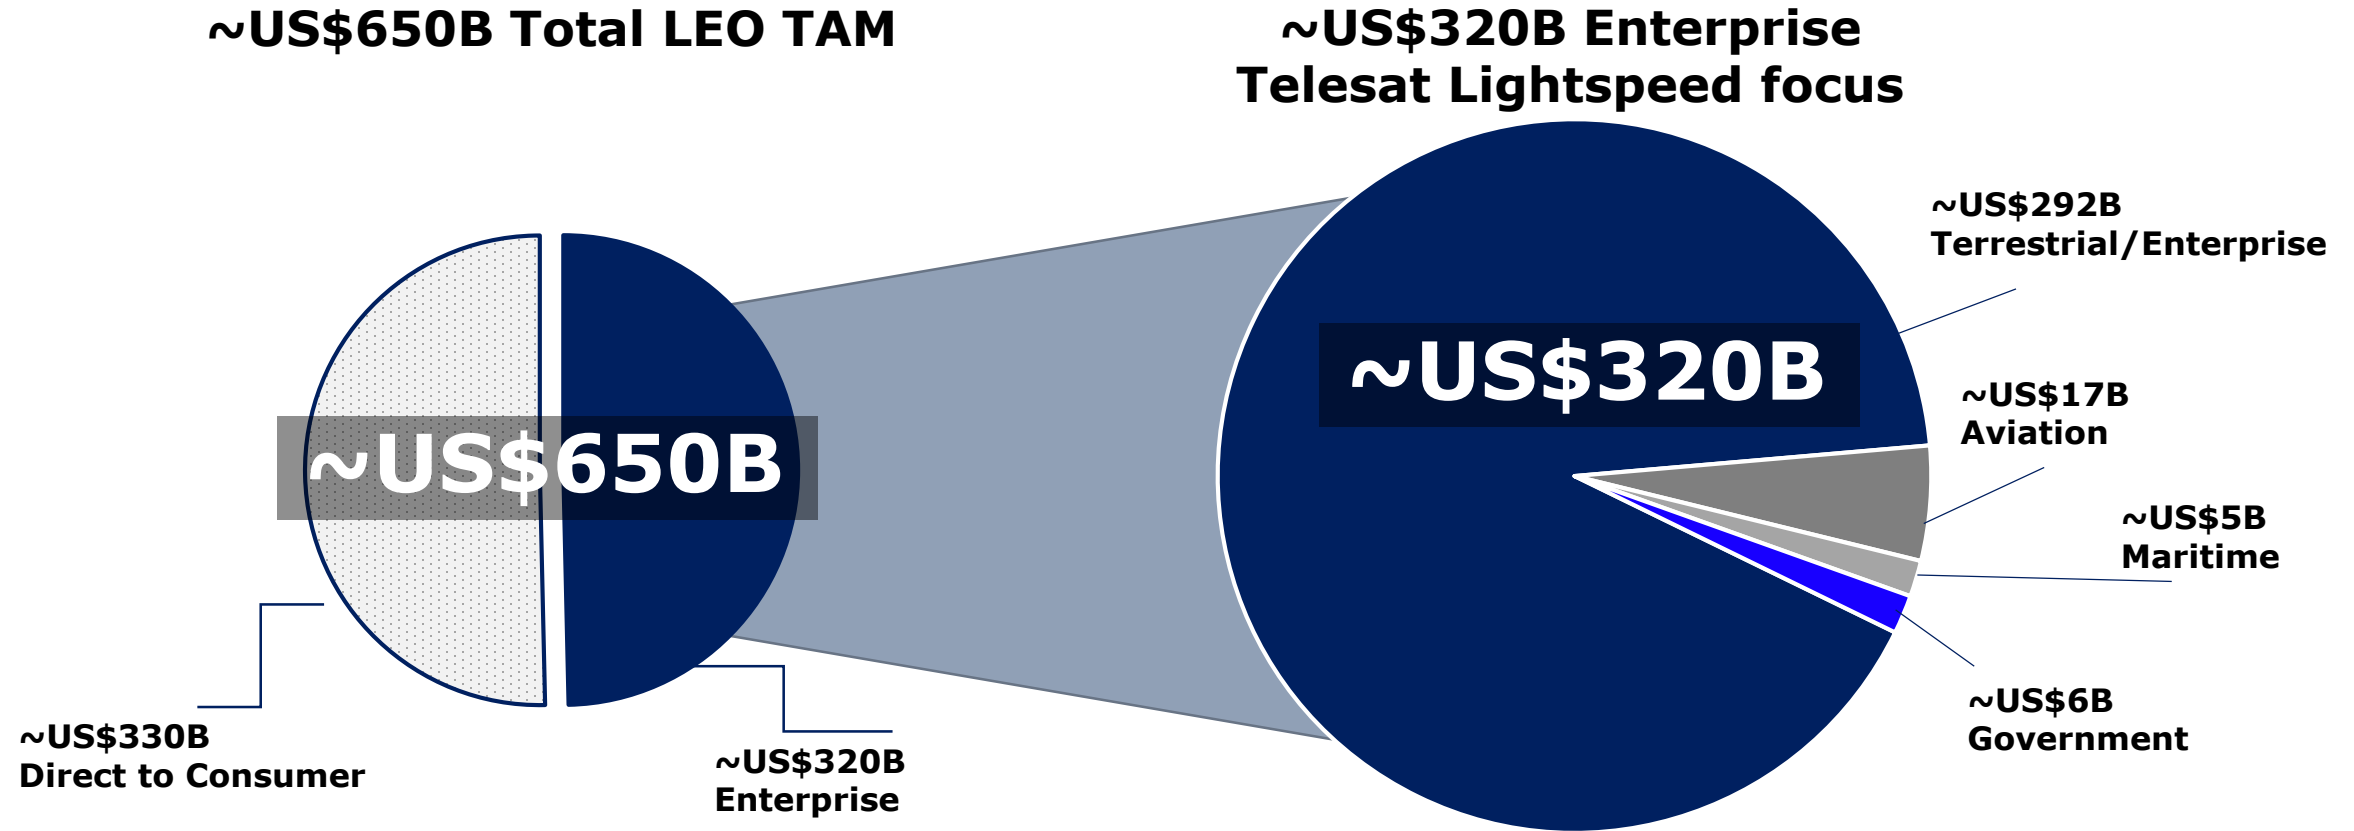 ~US$650B Total LEO TAM
~US$650B
~US$330B
Direct to Consumer
~US$320B
Enterprise
~US$320B Enterprise
Telesat Lightspeed focus
~US$320B
~US$292B
Terrestrial/Enterprise
~US$17B
Aviation
~US$5B
Maritime
~US$6B
Government